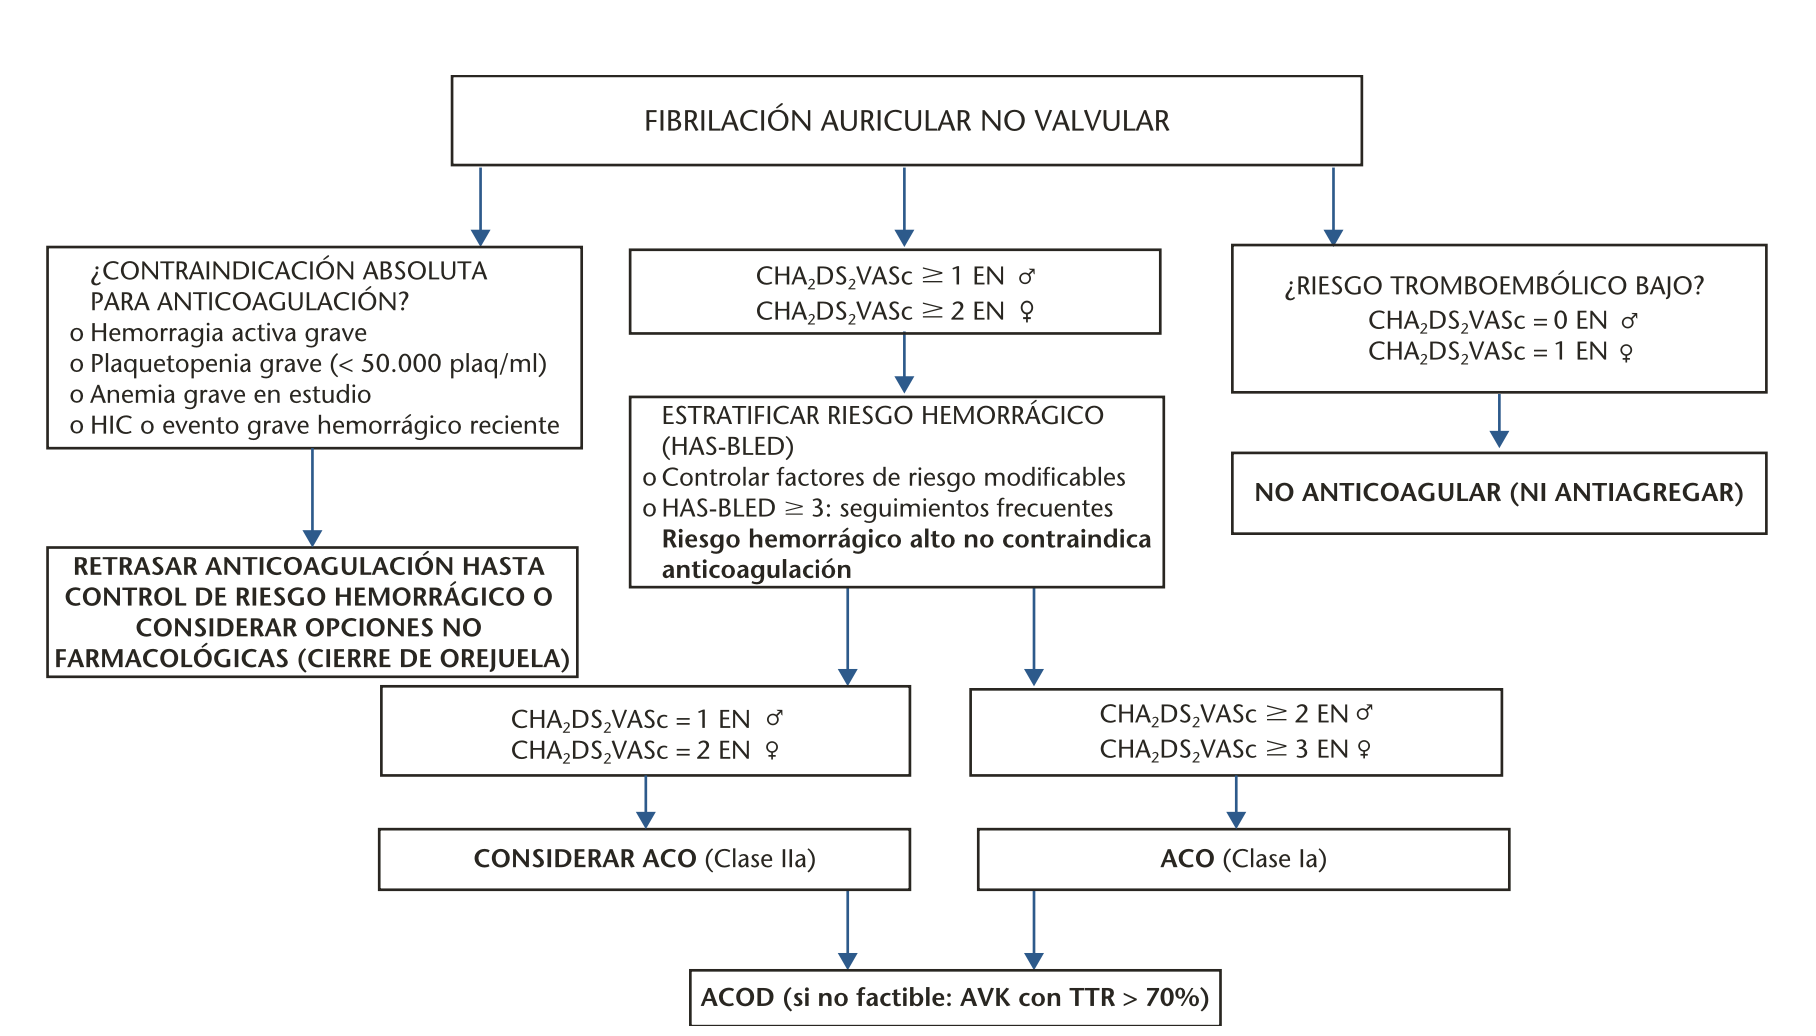 FIBRILACIÓN AURICULAR NO VALVULAR
¿CONTRAINDICACIÓN ABSOLUTA
PARA ANTICOAGULACIÓN?
o Hemorragia activa grave
o Plaquetopenia grave (< 50.000 plaq/ml)
o Anemia grave en estudio
o HIC o evento grave hemorrágico reciente
RETRASAR ANTICOAGULACIÓN HASTA
CONTROL DE RIESGO HEMORRÁGICO O
CONSIDERAR OPCIONES NO
FARMACOLÓGICAS (CIERRE DE OREJUELA)
CHA₂DS₂VASc ≥ 1 EN ♂
CHA₂DS₂VASc ≥ 2 EN ♀
ESTRATIFICAR RIESGO HEMORRÁGICO
(HAS-BLED)
o Controlar factores de riesgo modificables
o HAS-BLED ≥ 3: seguimientos frecuentes
Riesgo hemorrágico alto no contraindica
anticoagulación
¿RIESGO TROMBOEMBÓLICO BAJO?
CHA₂DS₂VASc = 0 EN ♂
CHA₂DS₂VASc = 1 EN ♀
NO ANTICOAGULAR (NI ANTIAGREGAR)
CHA₂DS₂VASc = 1 EN ♂
CHA₂DS₂VASc = 2 EN ♀
CONSIDERAR ACO (Clase IIa)
CHA₂DS₂VASc ≥ 2 EN ♂
CHA₂DS₂VASc ≥ 3 EN ♀
ACO (Clase Ia)
ACOD (si no factible: AVK con TTR > 70%)